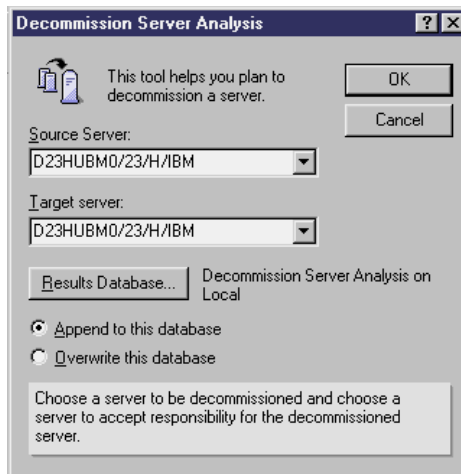 Decommission Server Analysis
This tool helps you plan to
decommission a server.
OK
Cancel
Source Server:
D23HUBM0/23/H/IBM
Target server:
D23HUBM0/23/H/IBM
Results Database...
Decommission Server Analysis on
Local
Append to this database
Overwrite this database
Choose a server to be decommissioned and choose a
server to accept responsibility for the decommissioned
server.